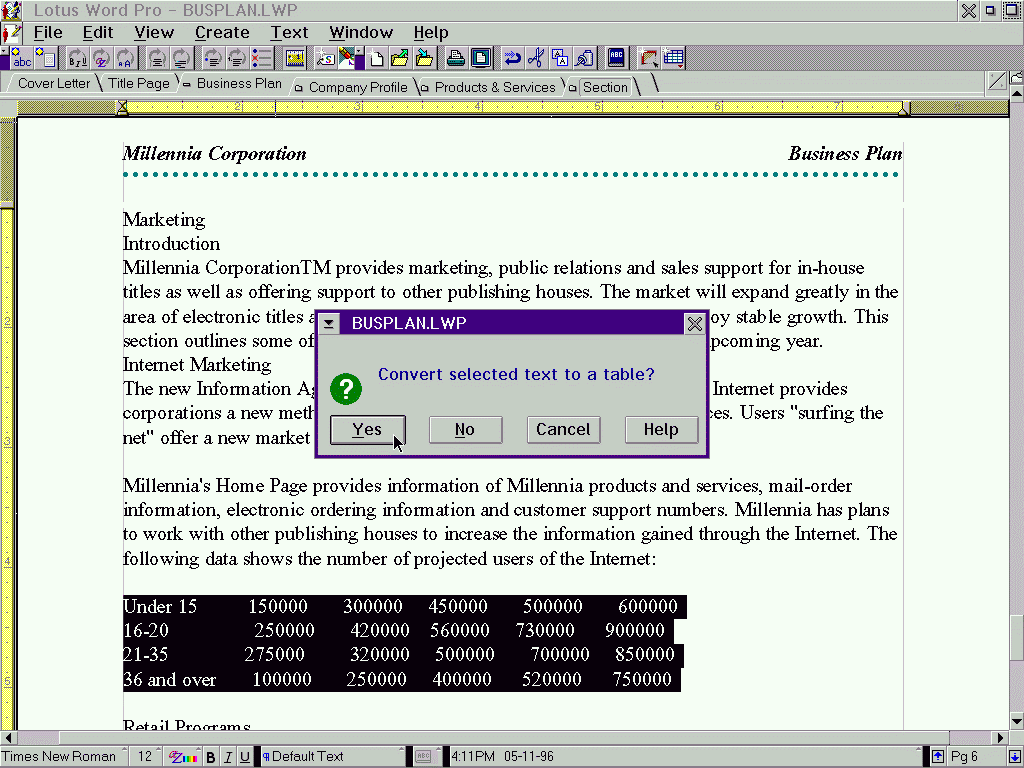 Lotus Word Pro - BUSPLAN.LWP
File Edit View Create Text Window Help
Cover Letter Title Page Business Plan Company Profile Products & Services Section
2 3 4 5 6 7
Millennia Corporation Business Plan
Marketing
Introduction
Millennia CorporationTM provides marketing, public relations and sales support for in-house
titles as well as offering support to other publishing houses. The market will expand greatly in the
area of electronic titles oy stable growth. This
section outlines some of pcoming year.
Internet Marketing
The new Information Ag Internet provides
corporations a new meth ces. Users "surfing the
net" offer a new market
BUSPLAN.LWP
Convert selected text to a table?
?
Yes No Cancel Help
Millennia's Home Page provides information of Millennia products and services, mail-order
information, electronic ordering information and customer support numbers. Millennia has plans
to work with other publishing houses to increase the information gained through the Internet. The
following data shows the number of projected users of the Internet:
Under 15 150000 300000 450000 500000 600000
16-20 250000 420000 560000 730000 900000
21-35 275000 320000 500000 700000 850000
36 and over 100000 250000 400000 520000 750000
Retail Programs
Times New Roman 12 B I U ¶ Default Text ABC 4:11PM 05-11-96 Pg 6